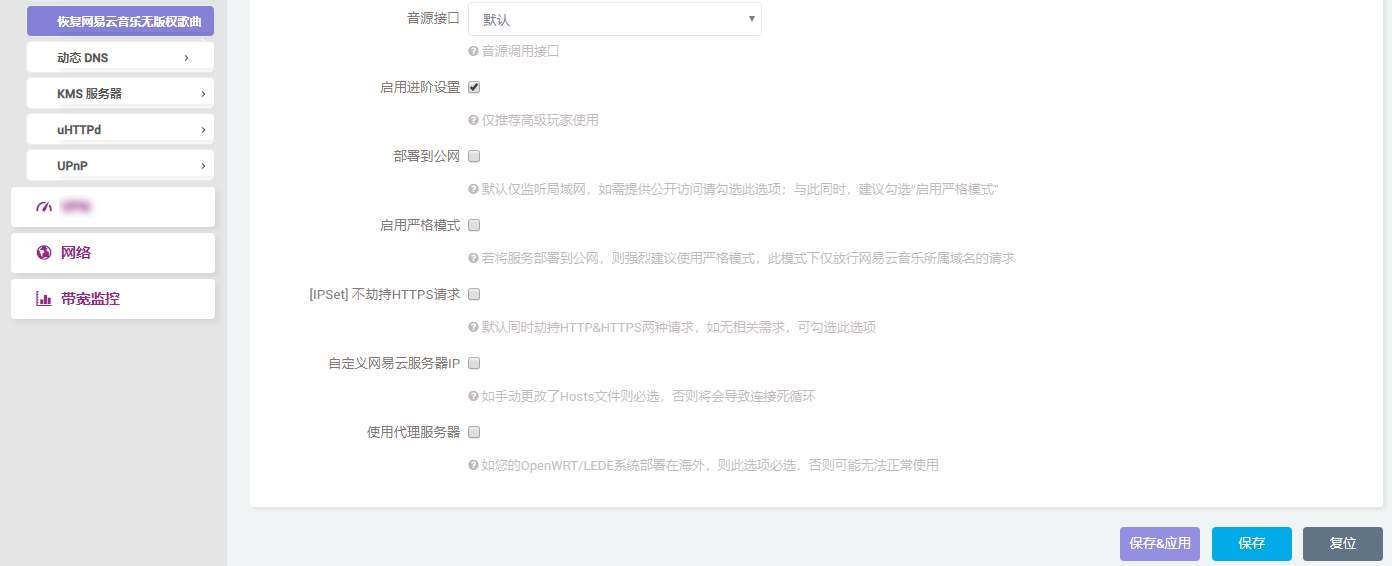 恢复网易云音乐无版权歌曲
动态 DNS
KMS 服务器
uHTTPd
UPnP
网络
带宽监控
音源接口
默认
音源调用接口
启用进阶设置
仅推荐高级玩家使用
部署到公网
默认仅监听局域网，如需提供公开访问请勾选此选项；与此同时，建议勾选“启用严格模式”
启用严格模式
若将服务部署到公网，则强烈建议使用严格模式，此模式下仅放行网易云音乐所属域名的请求
[IPSet] 不劫持HTTPS请求
默认同时劫持HTTP&HTTPS两种请求，如无相关需求，可勾选此选项
自定义网易云服务器IP
如手动更改了Hosts文件则必选，否则将会导致连接死循环
使用代理服务器
如您的OpenWRT/LEDE系统部署在海外，则此选项必选，否则可能无法正常使用
保存&应用
保存
复位